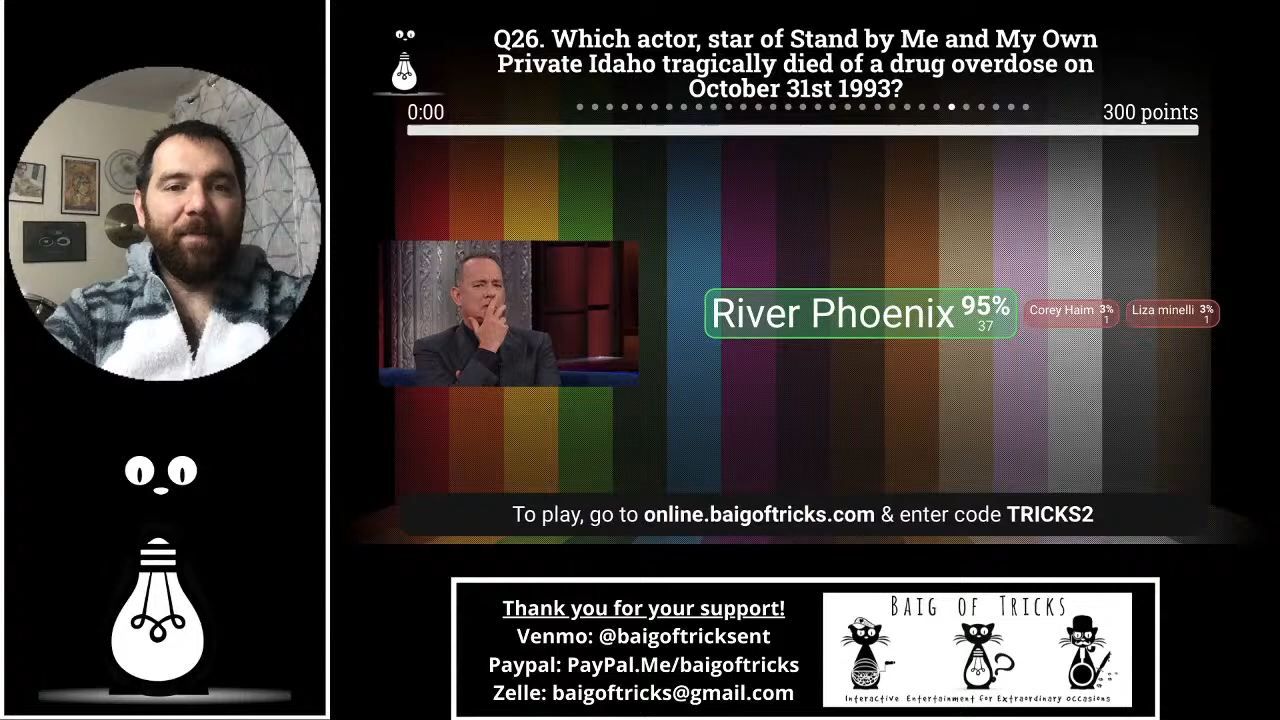 Q26. Which actor, star of Stand by Me and My Own
Private Idaho tragically died of a drug overdose on
October 31st 1993?
0:00
300 points
River Phoenix 95%
37
Corey Haim 3%
1
Liza minelli 3%
1
To play, go to online.baigoftricks.com & enter code TRICKS2
Thank you for your support!
Venmo: @baigoftricksent
Paypal: PayPal.Me/baigoftricks
Zelle: baigoftricks@gmail.com
BAIG OF TRICKS
Interactive Entertainment for Extraordinary occasions